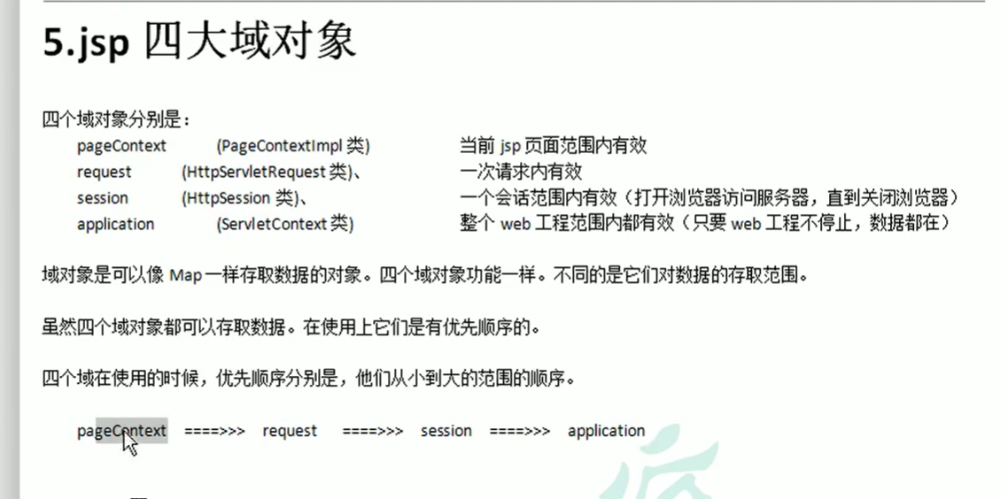 5.jsp 四大域对象
四个域对象分别是：
pageContext (PageContextImpl 类) 当前 jsp 页面范围内有效
request (HttpServletRequest 类)、 一次请求内有效
session (HttpSession 类)、 一个会话范围内有效（打开浏览器访问服务器，直到关闭浏览器）
application (ServletContext 类) 整个 web 工程范围内都有效（只要 web 工程不停止，数据都在）
域对象是可以像 Map 一样存取数据的对象。四个域对象功能一样。不同的是它们对数据的存取范围。
虽然四个域对象都可以存取数据。在使用上它们是有优先顺序的。
四个域在使用的时候，优先顺序分别是，他们从小到大的范围的顺序。
pageContext ====>>> request ====>>> session ====>>> application